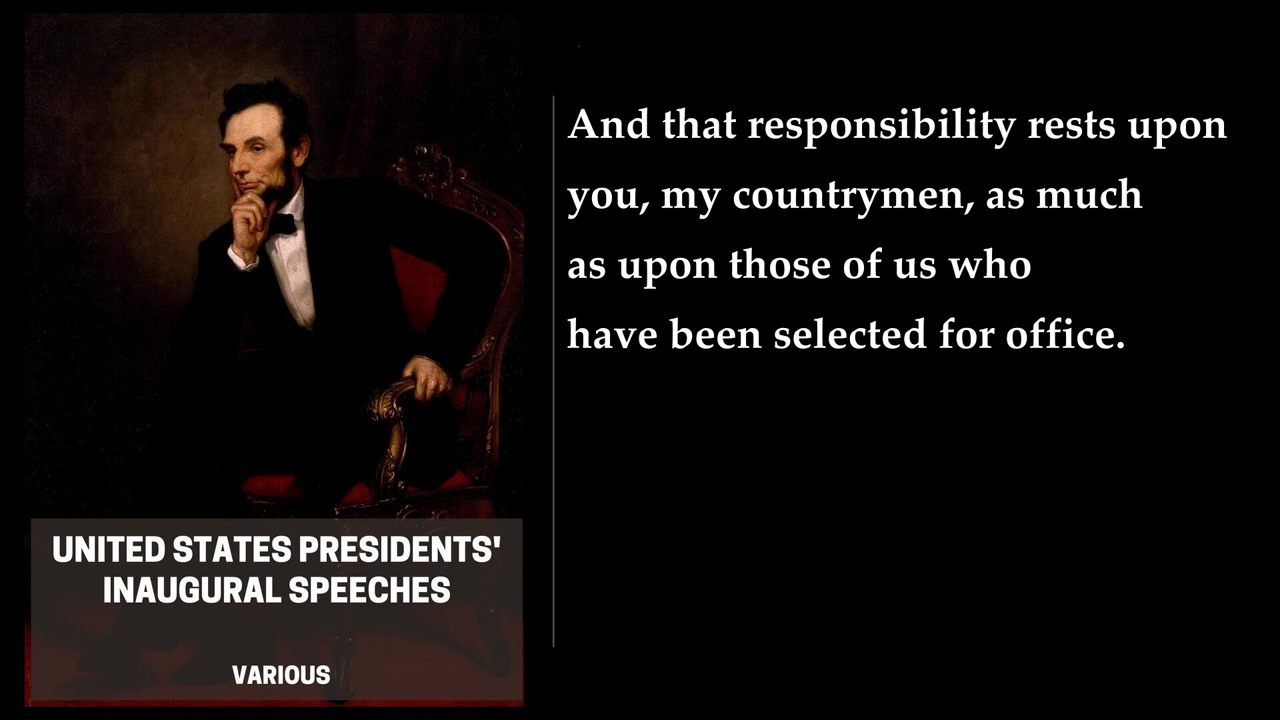 And that responsibility rests upon
you, my countrymen, as much
as upon those of us who
have been selected for office.
UNITED STATES PRESIDENTS'
INAUGURAL SPEECHES
VARIOUS